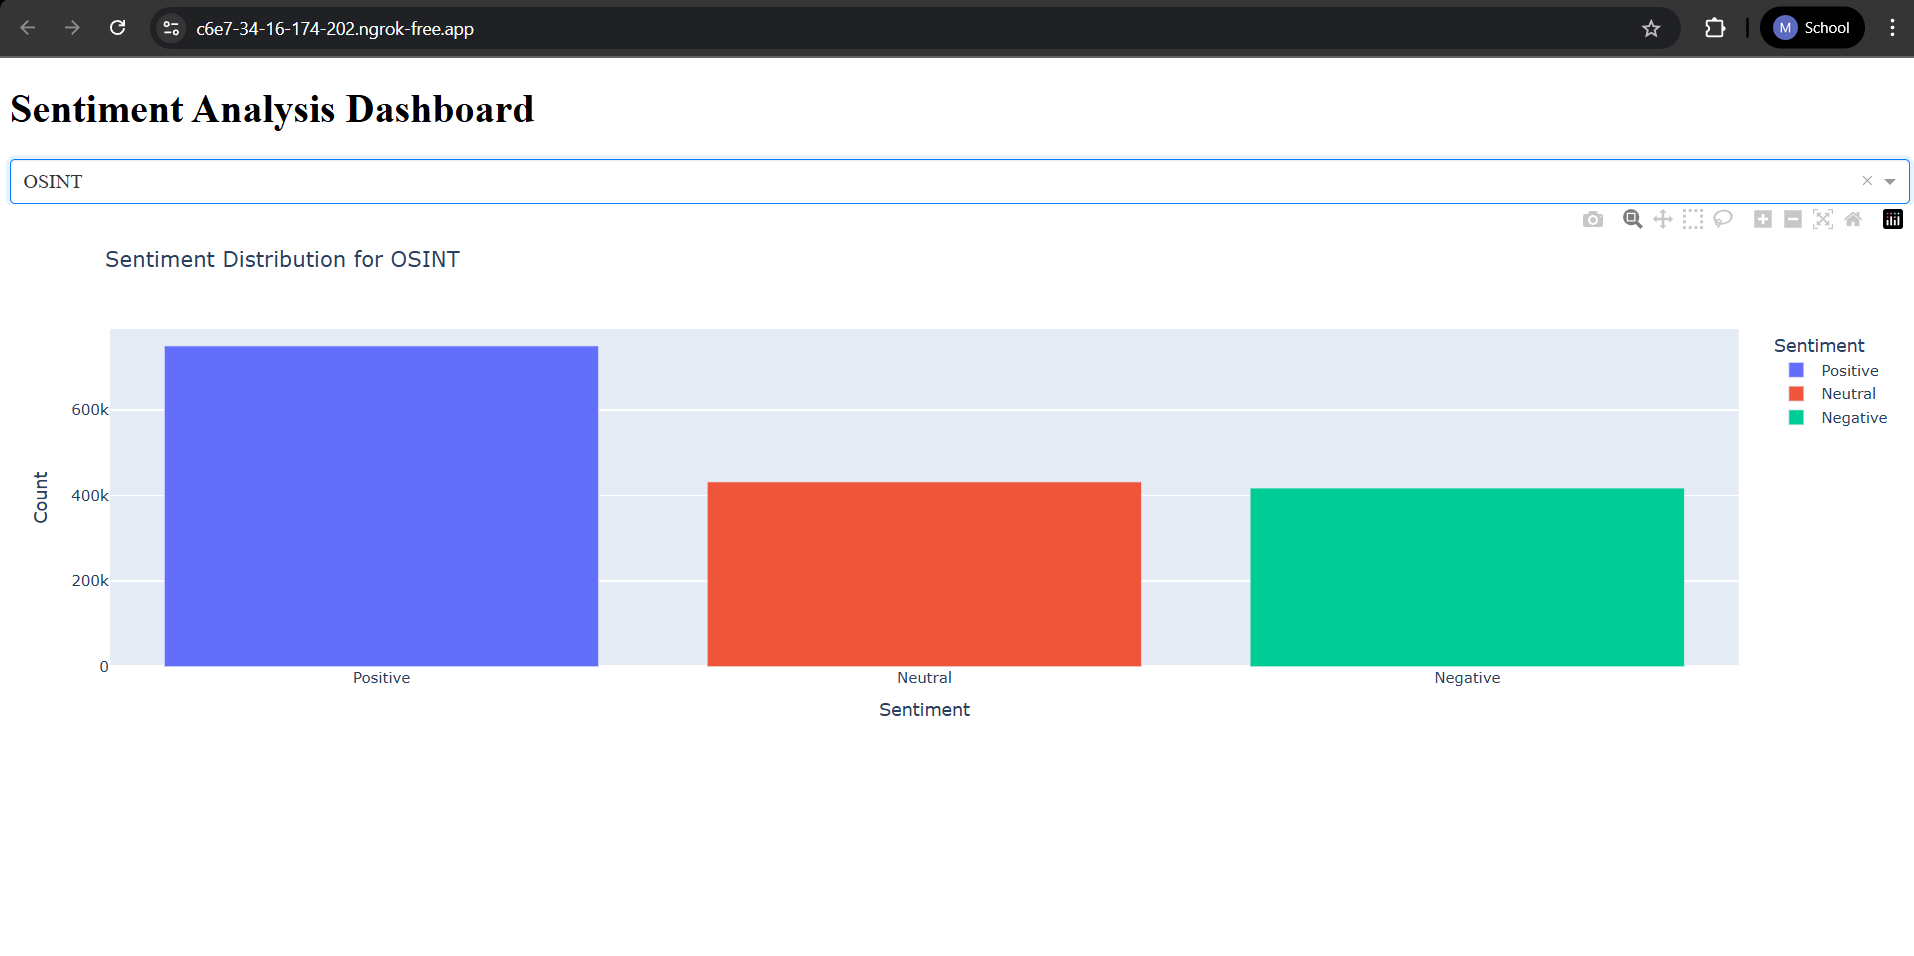 c6e7-34-16-174-202.ngrok-free.app
M School
Sentiment Analysis Dashboard
OSINT
Sentiment Distribution for OSINT
Sentiment
Positive
Neutral
Negative
600k
400k
200k
0
Count
Positive Neutral Negative
Sentiment